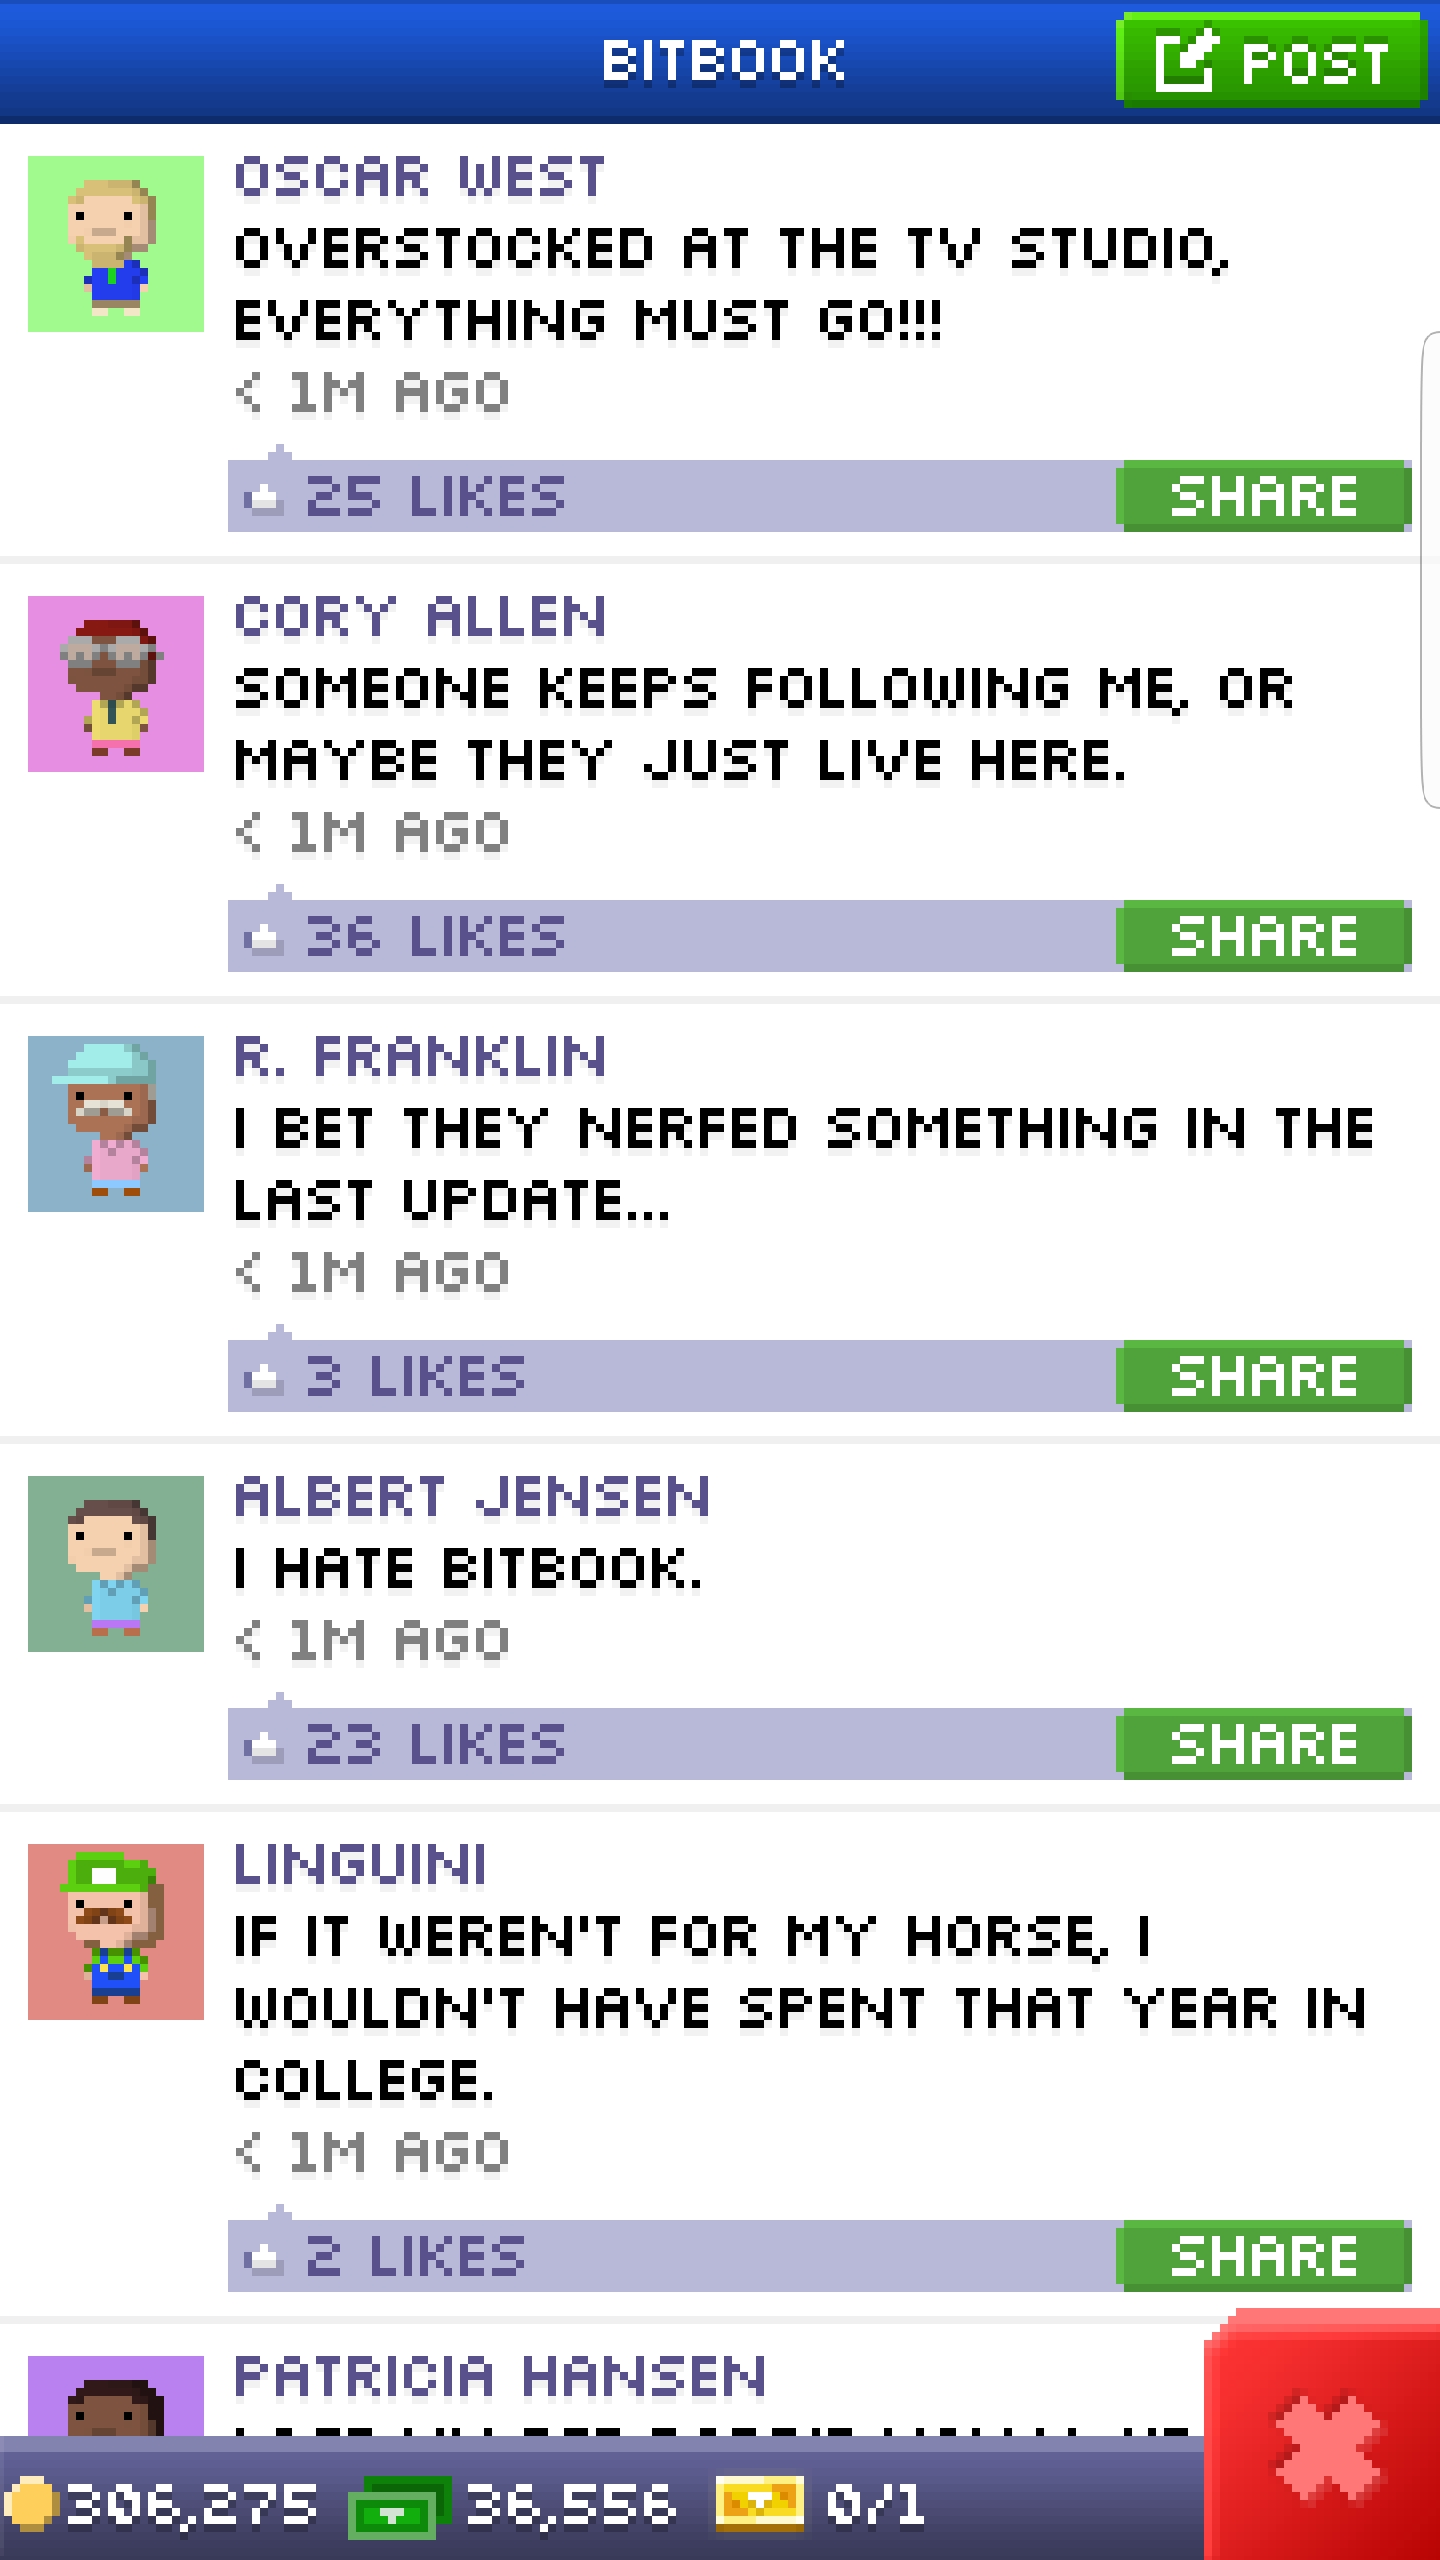 BITBOOK
POST
OSCAR WEST
OVERSTOCKED AT THE TV STUDIO,
EVERYTHING MUST GO!!!
< 1M AGO
25 LIKES
SHARE
CORY ALLEN
SOMEONE KEEPS FOLLOWING ME, OR
MAYBE THEY JUST LIVE HERE.
< 1M AGO
36 LIKES
SHARE
R. FRANKLIN
I BET THEY NERFED SOMETHING IN THE
LAST UPDATE...
< 1M AGO
3 LIKES
SHARE
ALBERT JENSEN
I HATE BITBOOK.
< 1M AGO
23 LIKES
SHARE
LINGUINI
IF IT WEREN'T FOR MY HORSE, I
WOULDN'T HAVE SPENT THAT YEAR IN
COLLEGE.
< 1M AGO
2 LIKES
SHARE
PATRICIA HANSEN
306,275
36,556
0/1